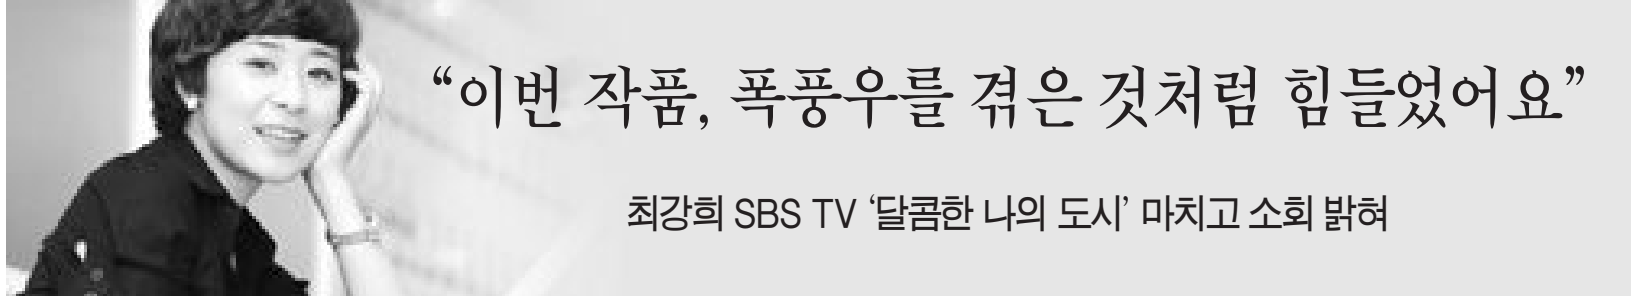 “이번 작품, 폭풍우를 겪은 것처럼 힘들었어요”
최강희 SBS TV ‘달콤한 나의 도시’ 마치고 소회 밝혀